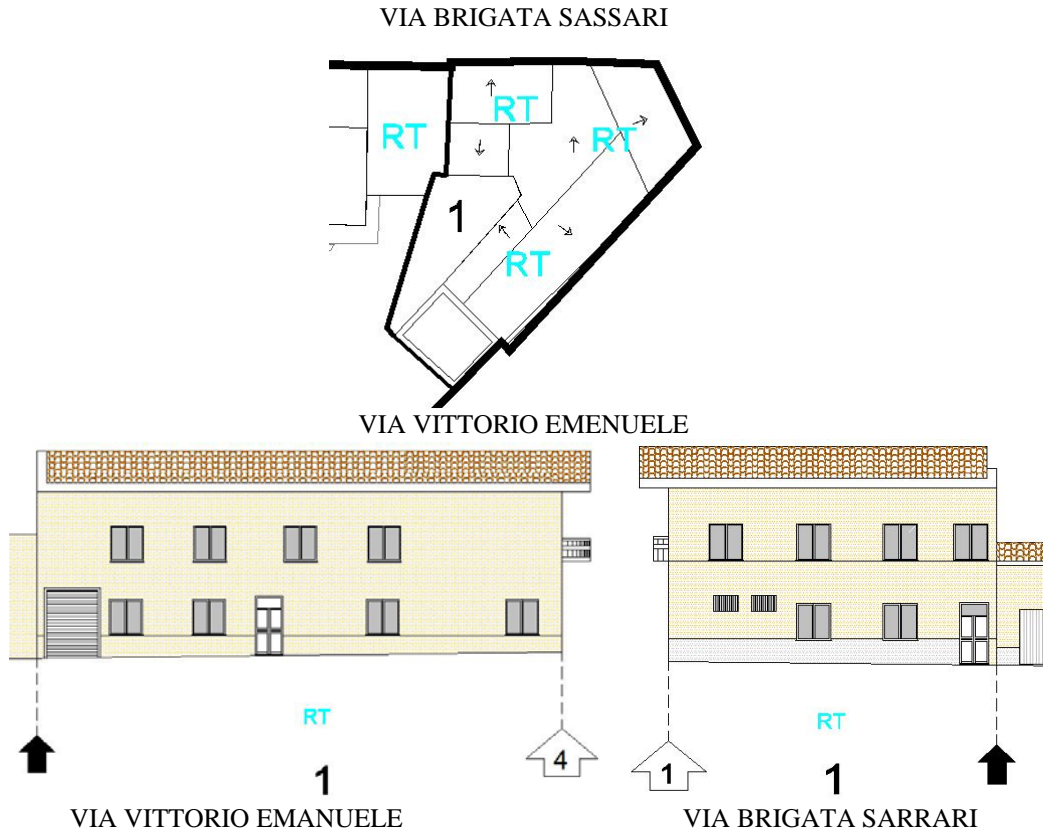 VIA BRIGATA SASSARI
RT
RT
RT
1
RT
VIA VITTORIO EMENUELE
RT
RT
4
1
1
1
VIA VITTORIO EMANUELE
VIA BRIGATA SARRARI